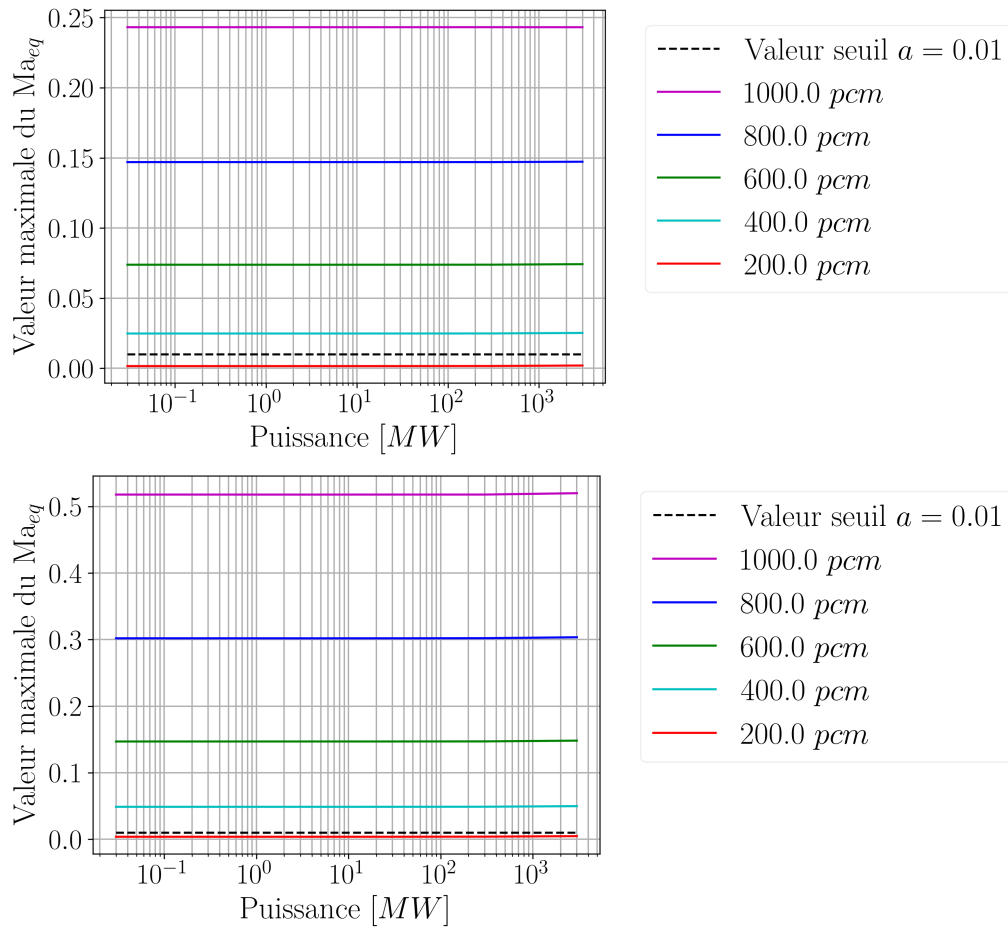 Valeur maximale du Ma_eq
0.25
0.20
0.15
0.10
0.05
0.00
10^−1 10^0 10^1 10^2 10^3
Puissance [MW]
Valeur seuil a = 0.01
1000.0 pcm
800.0 pcm
600.0 pcm
400.0 pcm
200.0 pcm
Valeur maximale du Ma_eq
0.5
0.4
0.3
0.2
0.1
0.0
10^−1 10^0 10^1 10^2 10^3
Puissance [MW]
Valeur seuil a = 0.01
1000.0 pcm
800.0 pcm
600.0 pcm
400.0 pcm
200.0 pcm